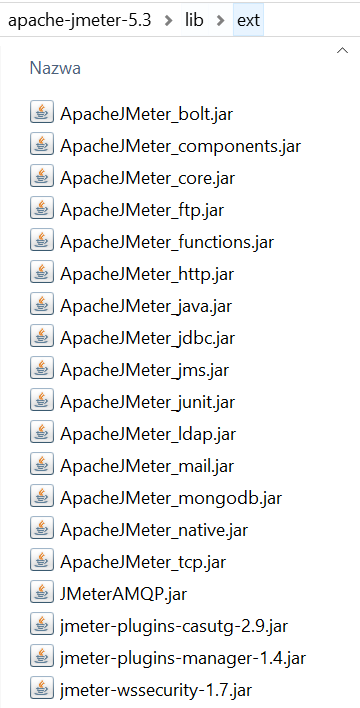 apache-jmeter-5.3 > lib > ext
Nazwa
ApacheJMeter_bolt.jar
ApacheJMeter_components.jar
ApacheJMeter_core.jar
ApacheJMeter_ftp.jar
ApacheJMeter_functions.jar
ApacheJMeter_http.jar
ApacheJMeter_java.jar
ApacheJMeter_jdbc.jar
ApacheJMeter_jms.jar
ApacheJMeter_junit.jar
ApacheJMeter_ldap.jar
ApacheJMeter_mail.jar
ApacheJMeter_mongodb.jar
ApacheJMeter_native.jar
ApacheJMeter_tcp.jar
JMeterAMQP.jar
jmeter-plugins-casutg-2.9.jar
jmeter-plugins-manager-1.4.jar
jmeter-wssecurity-1.7.jar